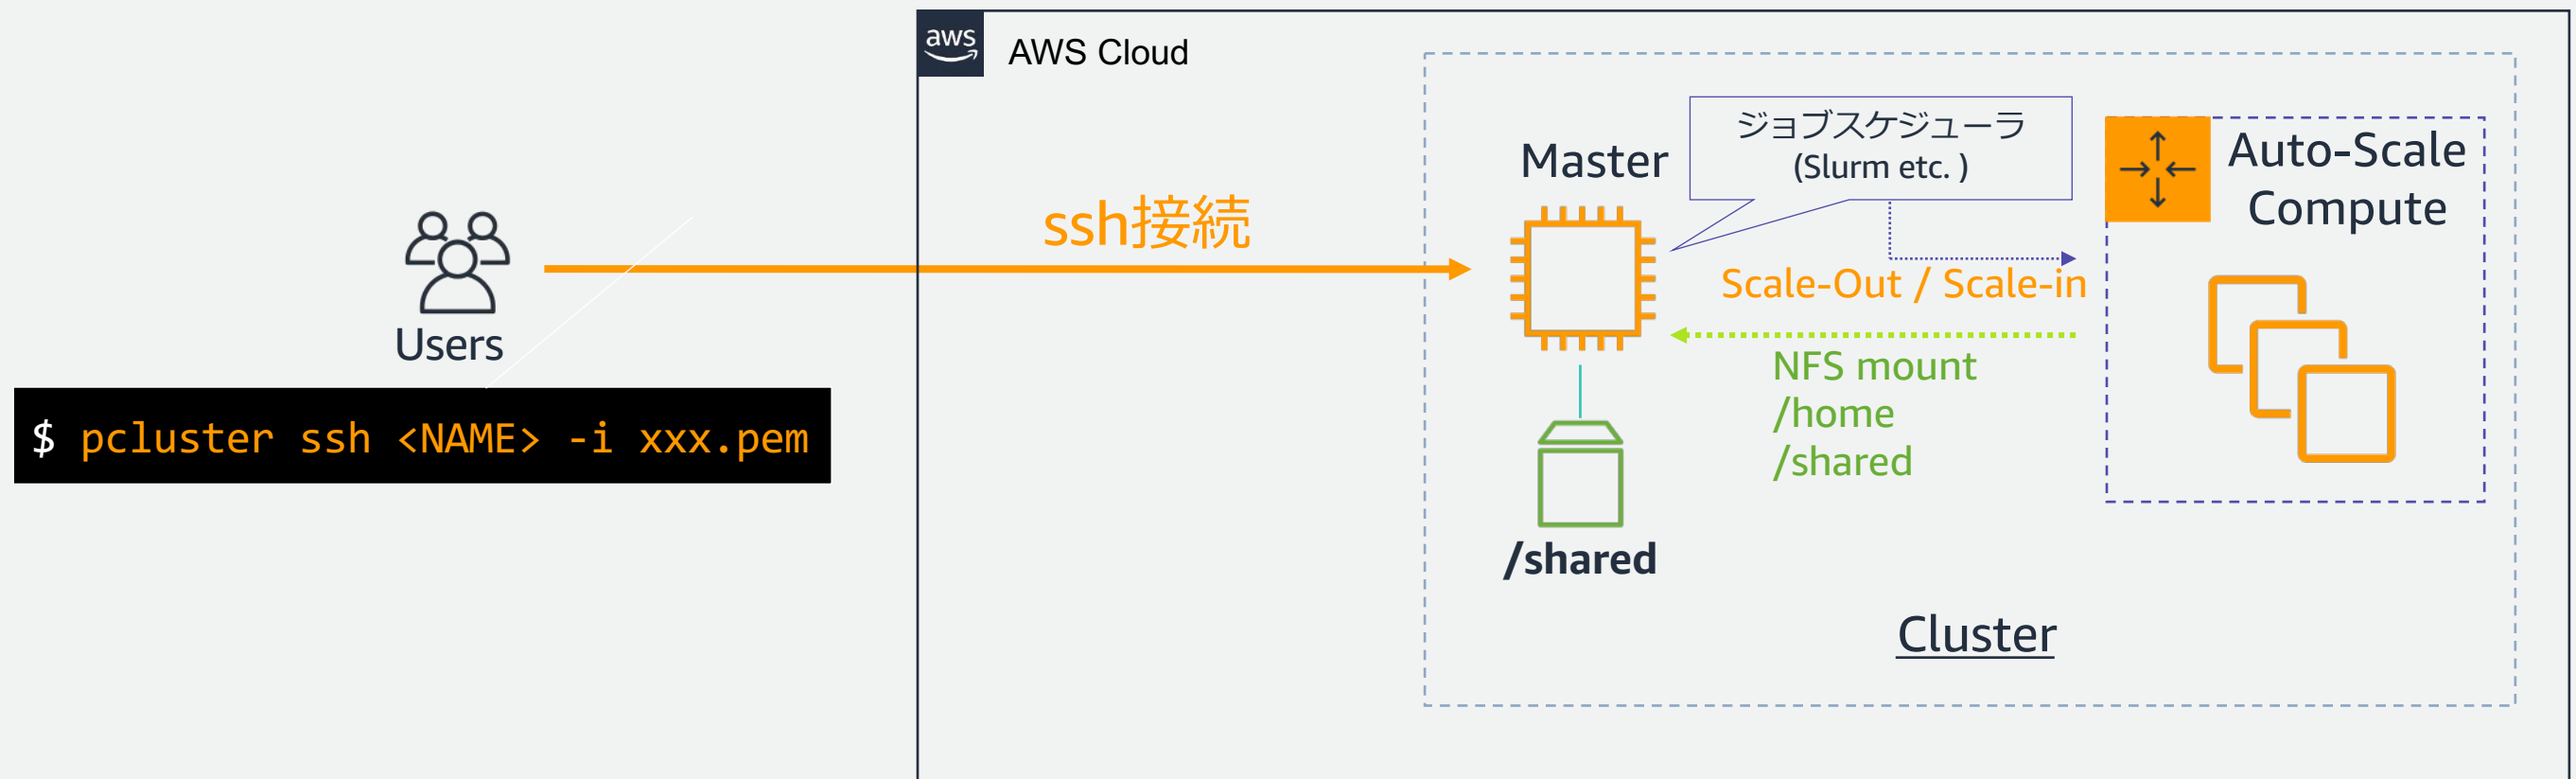 aws
AWS Cloud
ジョブスケジューラ
(Slurm etc. )
Master
Auto-Scale
Compute
ssh接続
Scale-Out / Scale-in
Users
NFS mount
/home
/shared
$ pcluster ssh <NAME> -i xxx.pem
/shared
Cluster